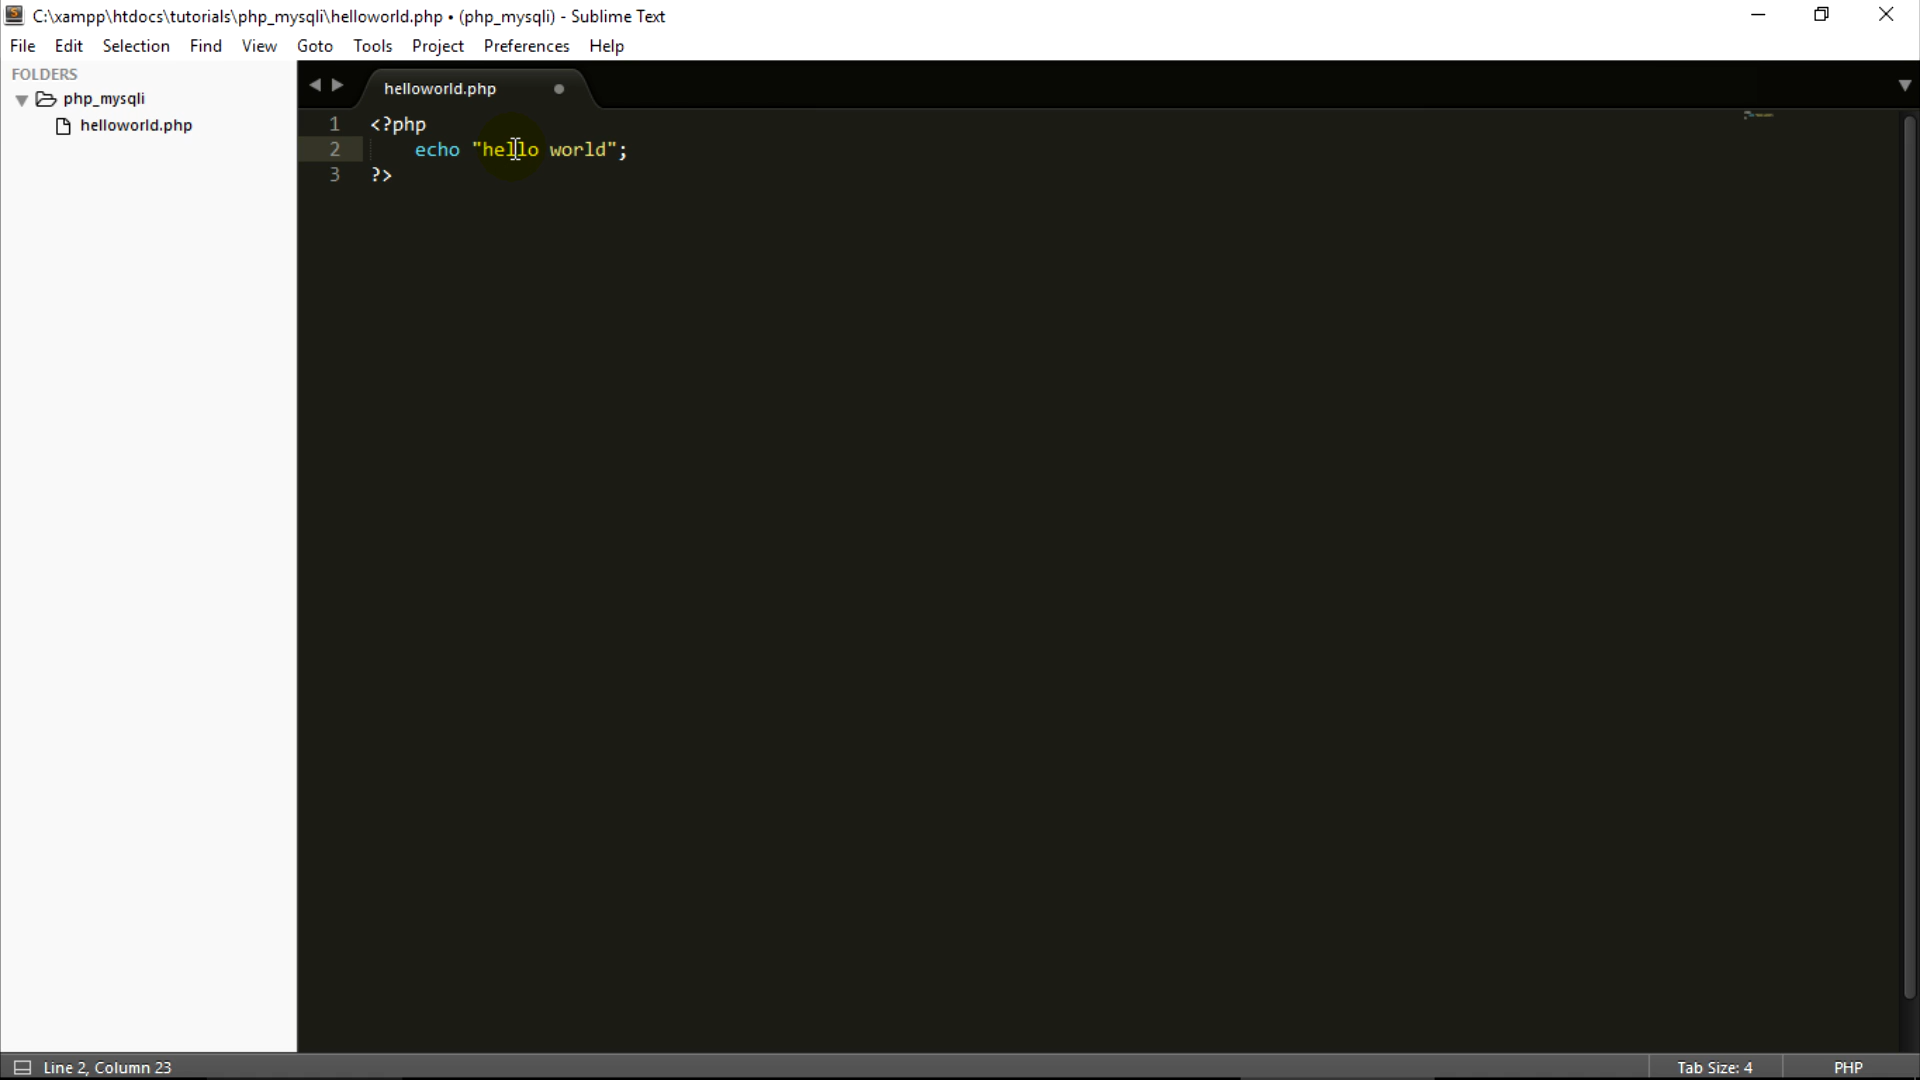 C:\xampp\htdocs\tutorials\php_mysqli\helloworld.php • (php_mysqli) - Sublime Text
File Edit Selection Find View Goto Tools Project Preferences Help
FOLDERS
php_mysqli
helloworld.php
helloworld.php
1 <?php
2     echo "hello world";
3 ?>
Line 2, Column 23
Tab Size: 4
PHP